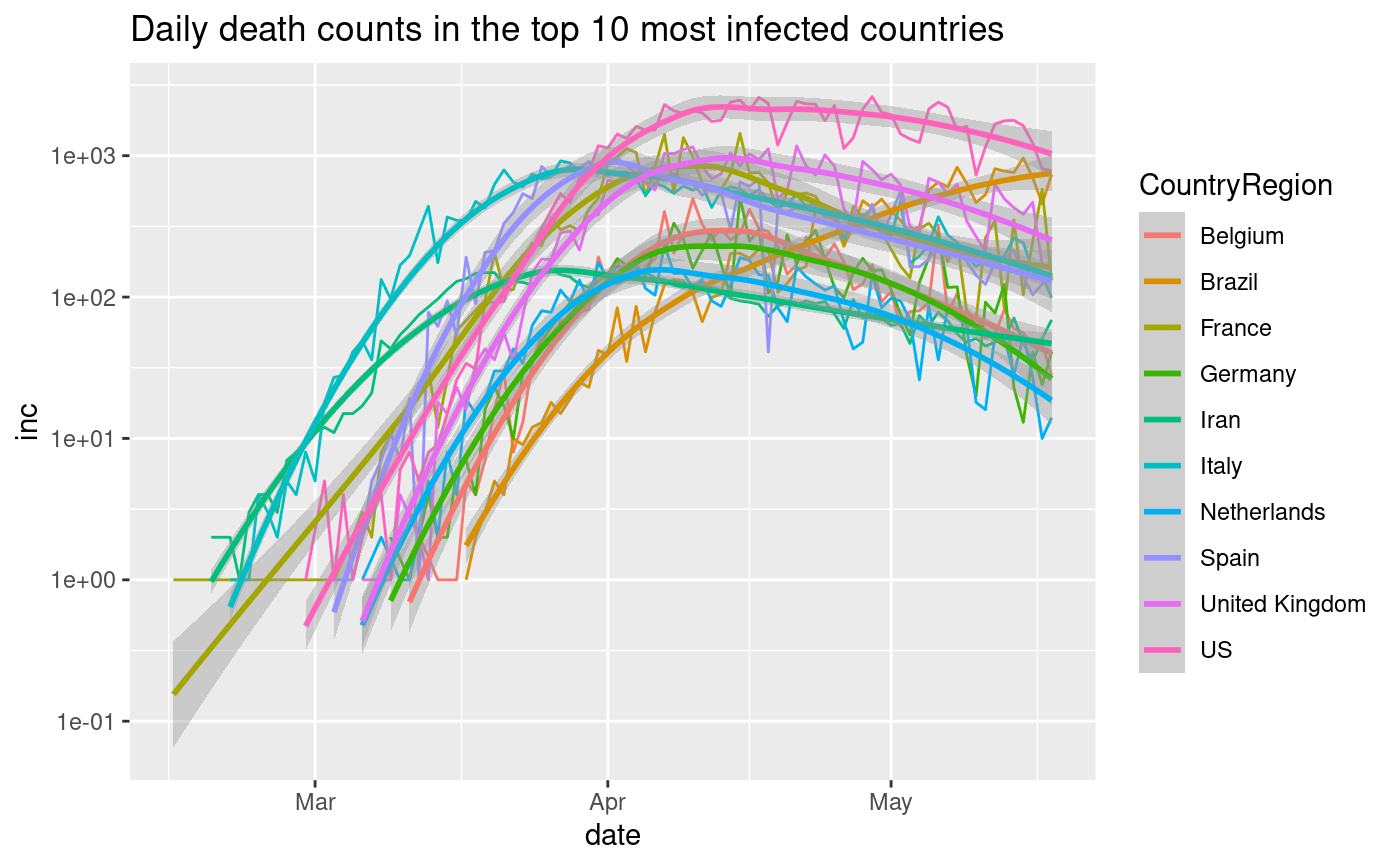 Daily death counts in the top 10 most infected countries
inc
1e+03
1e+02
1e+01
1e+00
1e-01
Mar
Apr
May
date
CountryRegion
Belgium
Brazil
France
Germany
Iran
Italy
Netherlands
Spain
United Kingdom
US